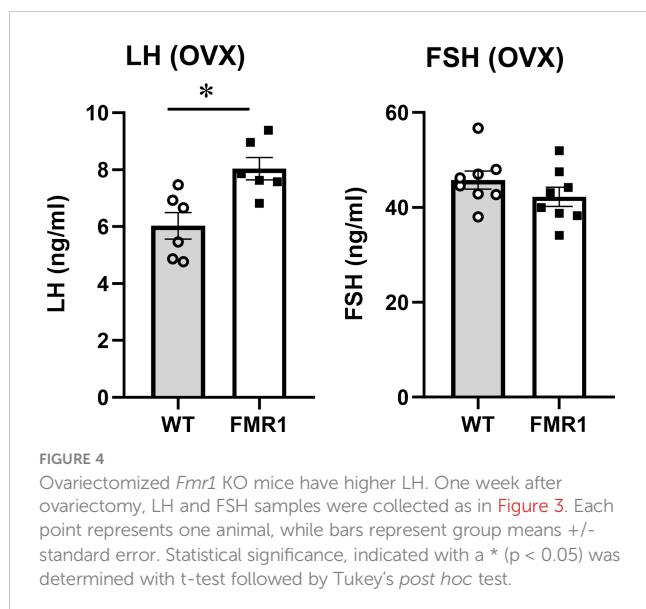 LH (OVX)
FSH (OVX)
*
10
8
6
4
2
0
LH (ng/ml)
WT
FMR1
60
40
20
0
FSH (ng/ml)
WT
FMR1
FIGURE 4
Ovariectomized Fmr1 KO mice have higher LH. One week after
ovariectomy, LH and FSH samples were collected as in Figure 3. Each
point represents one animal, while bars represent group means +/-
standard error. Statistical significance, indicated with a * (p < 0.05) was
determined with t-test followed by Tukey's post hoc test.